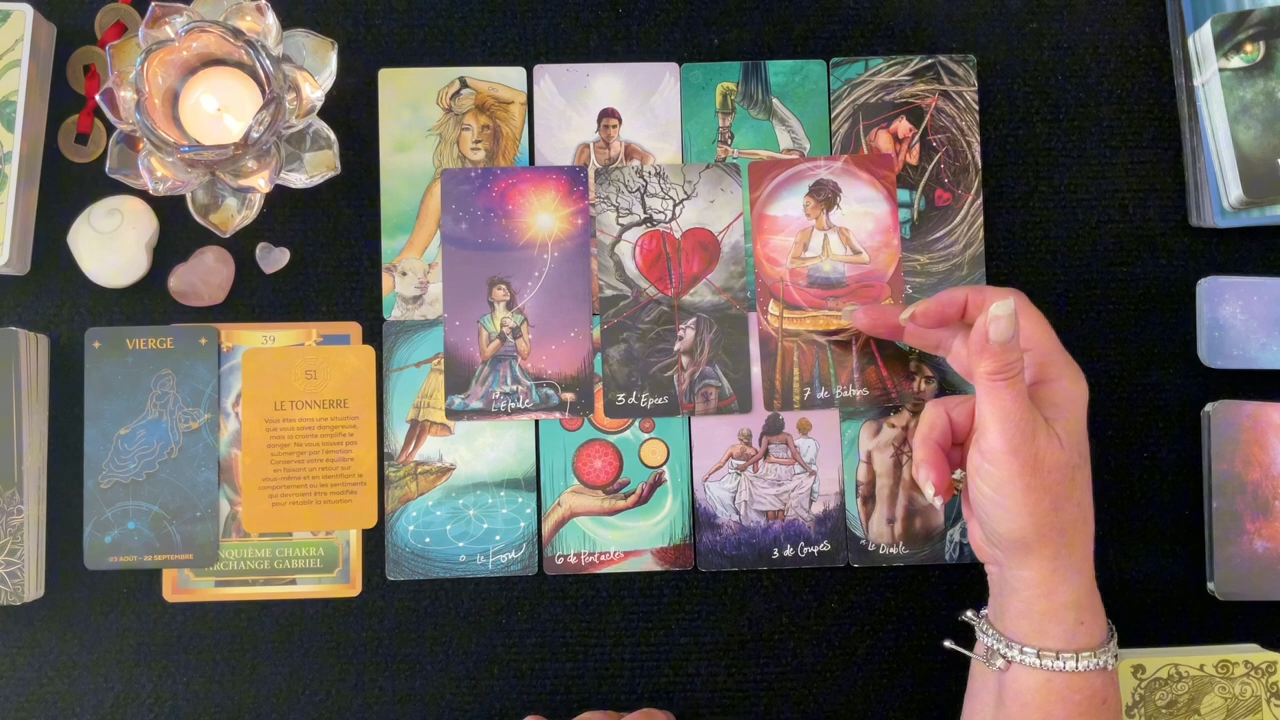 VIERGE
23 AOÛT - 22 SEPTEMBRE
39
51
LE TONNERRE
Vous êtes dans une situation
que vous savez dangereuse,
mais la crainte amplifie le
danger. Ne vous laissez pas
submerger par l'émotion.
Conservez votre équilibre
en faisant un retour sur
vous-même et en identifiant le
comportement ou les sentiments
qui devraient être modifiés
pour rétablir la situation.
NQUIÈME CHAKRA
ARCHANGE GABRIEL
17. L'Étoile
3 d'Épées
7 de Bâtons
0. Le Fou
6 de Pentacles
3 de Coupes
15. Le Diable